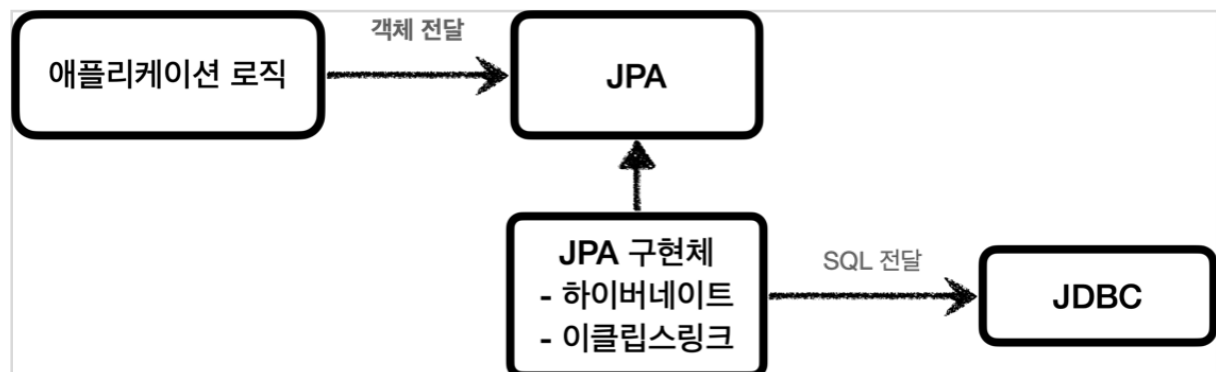 객체 전달
애플리케이션 로직
JPA
JPA 구현체
- 하이버네이트
- 이클립스링크
SQL 전달
JDBC